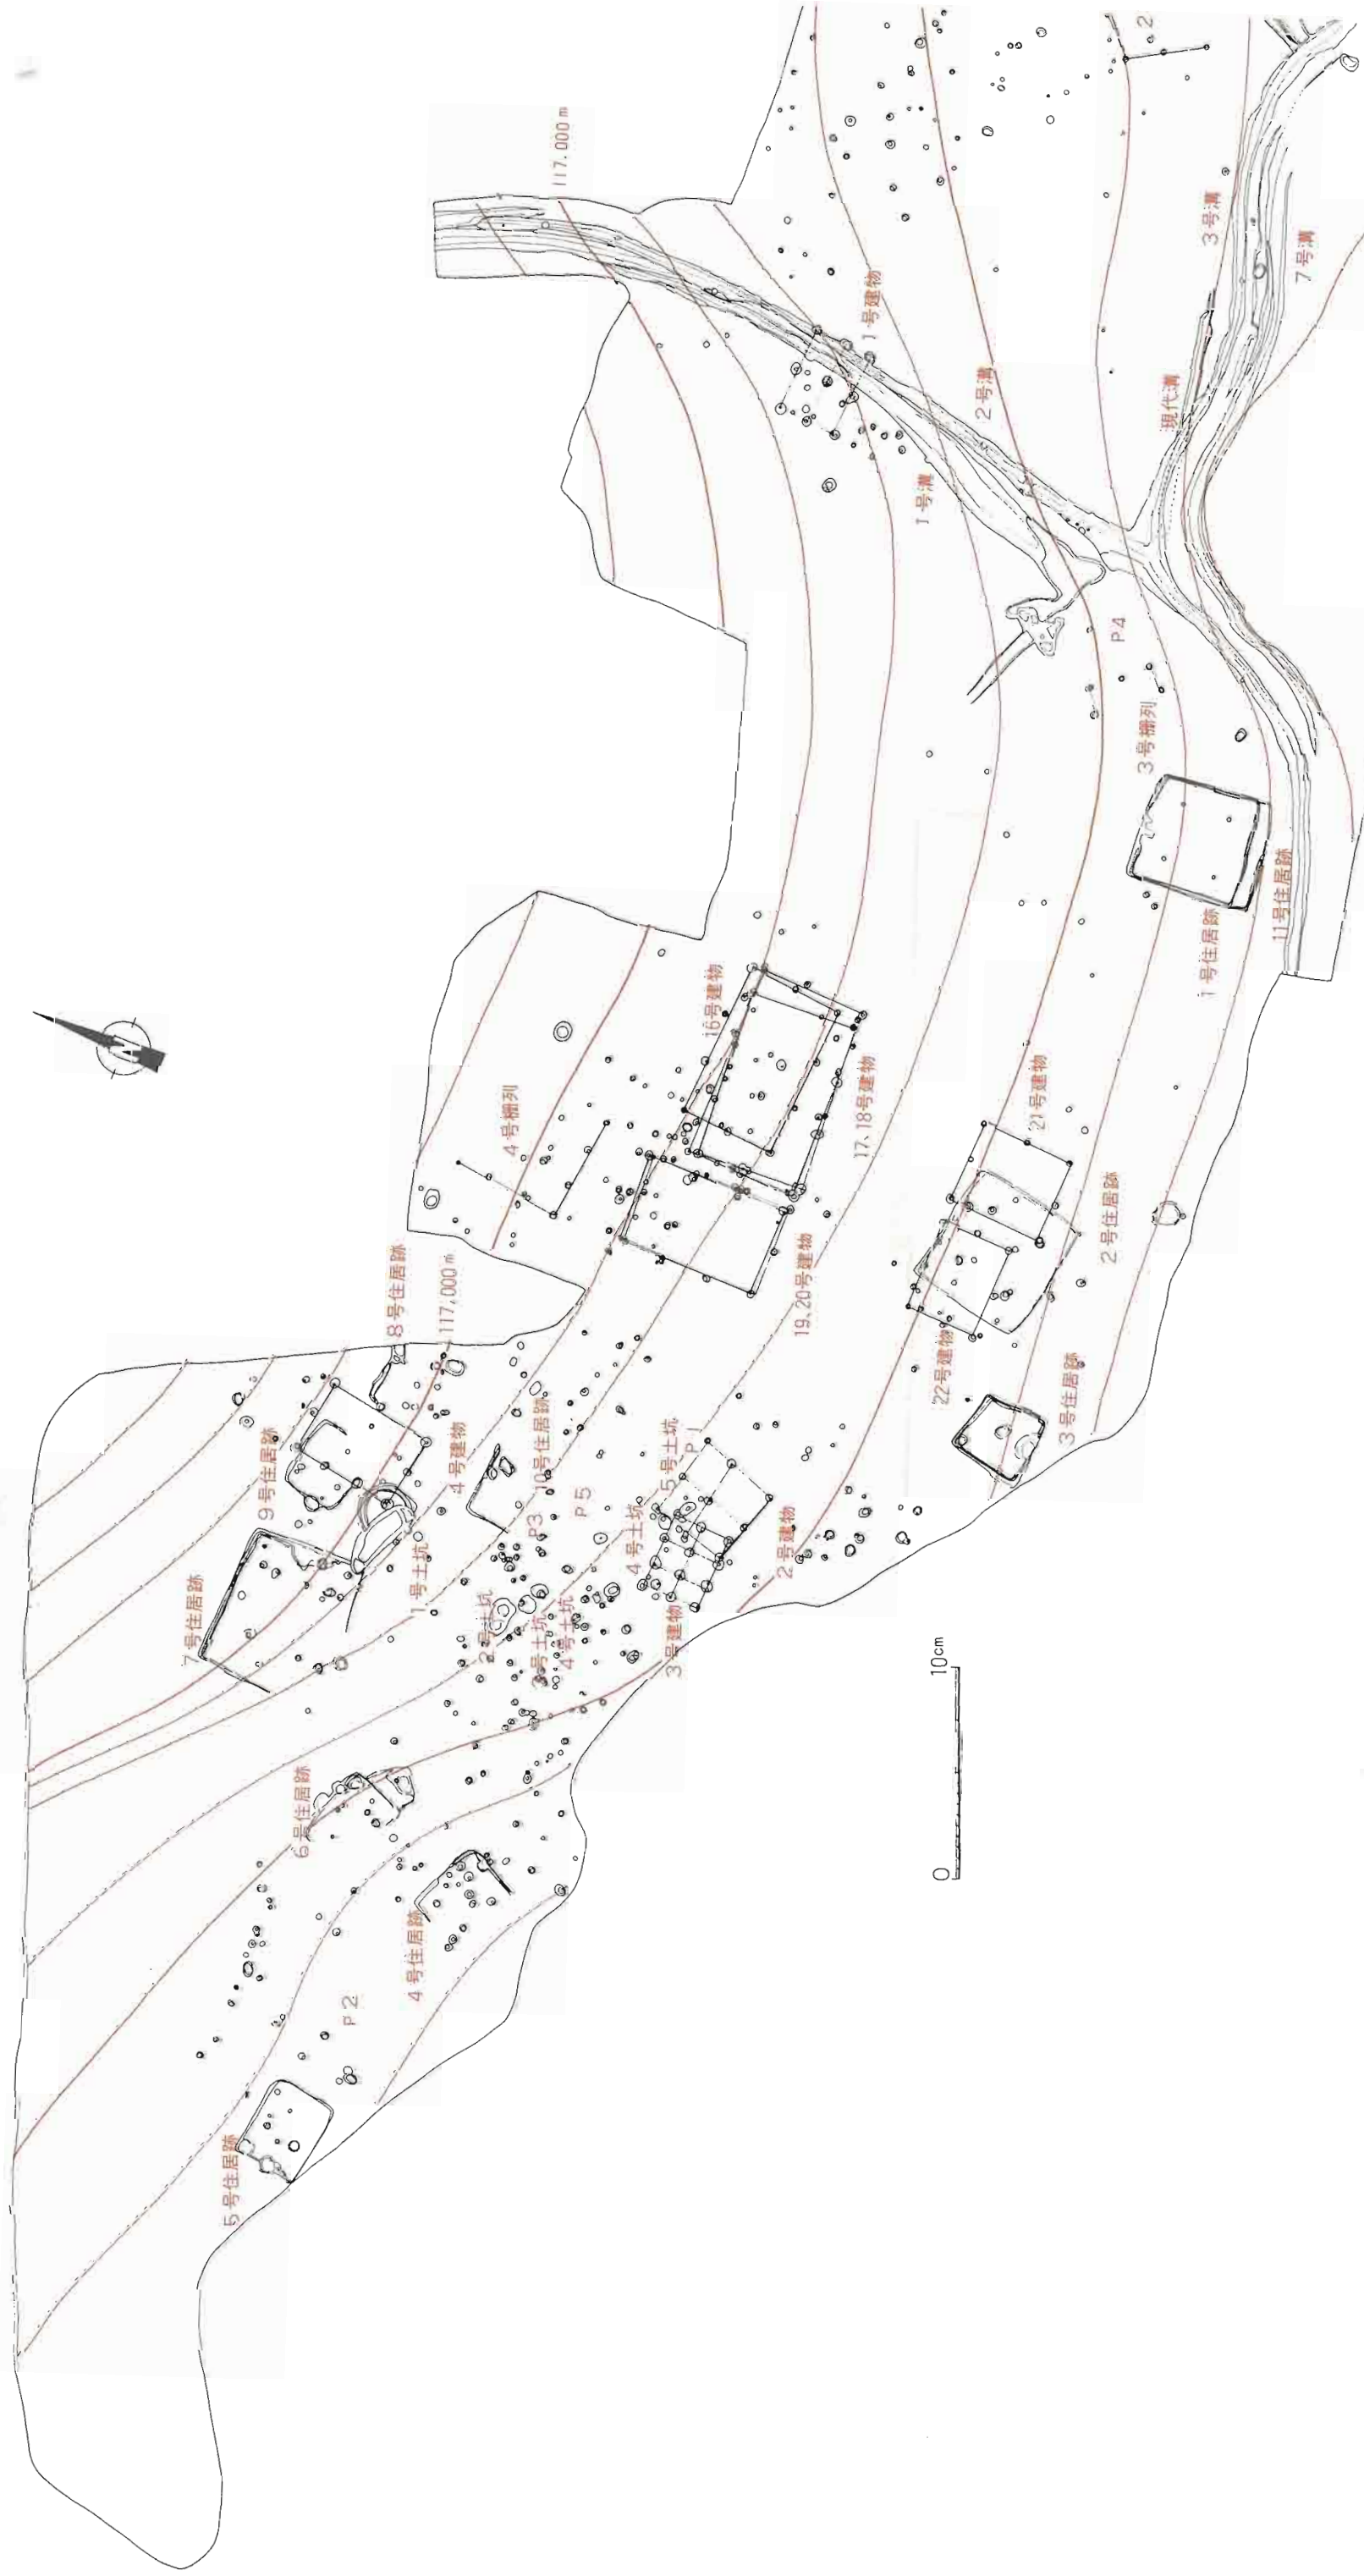 117.000m
2
3号溝
7号溝
1号建物
2号溝
現代溝
1号溝
P4
3号柵列
11号住居跡
1号住居跡
16号建物
17、18号建物
4号柵列
21号建物
2号住居跡
19、20号建物
22号建物
3号住居跡
8号住居跡
117,000m
9号住居跡
4号建物
10号住居跡
5号土坑
P1
P3
P5
4号土坑
2号建物
7号住居跡
1号土坑
2号土坑
3号土坑
4号土坑
3号建物
6号住居跡
4号住居跡
P2
5号住居跡
0
10cm